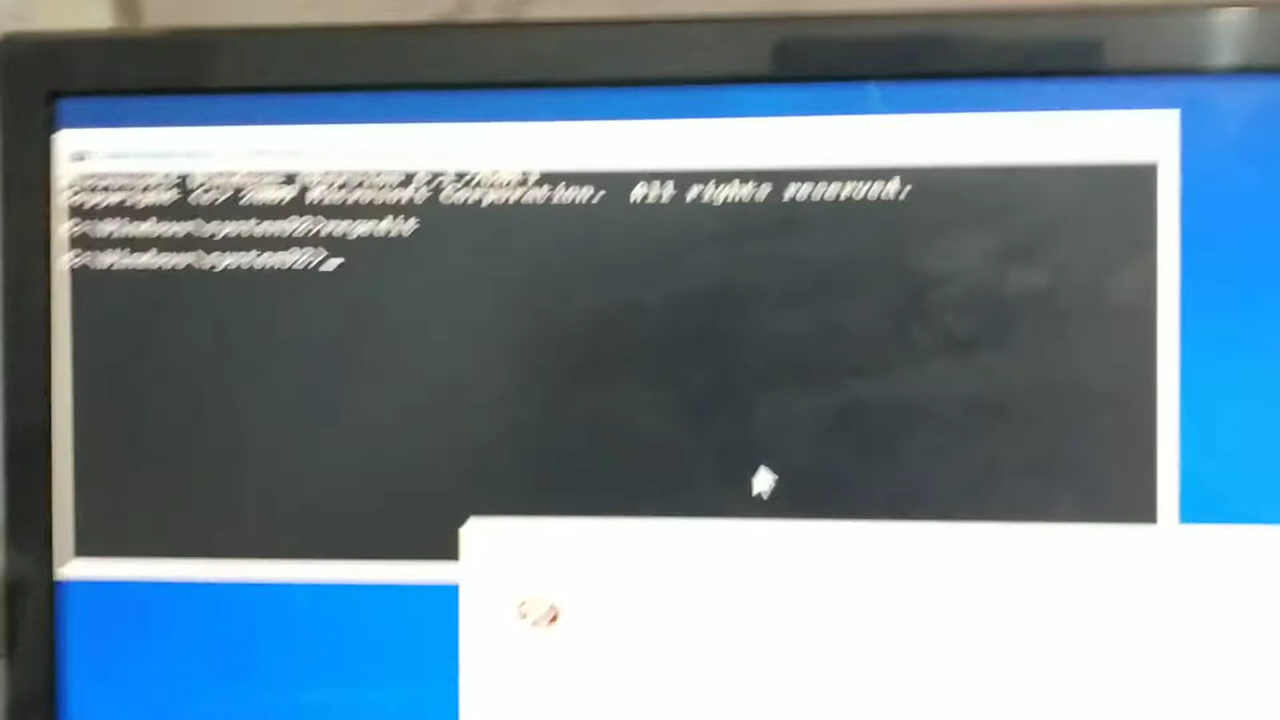 Copyright (c) 2009 Microsoft Corporation. All rights reserved.
C:\Windows\system32>regedit
C:\Windows\system32>